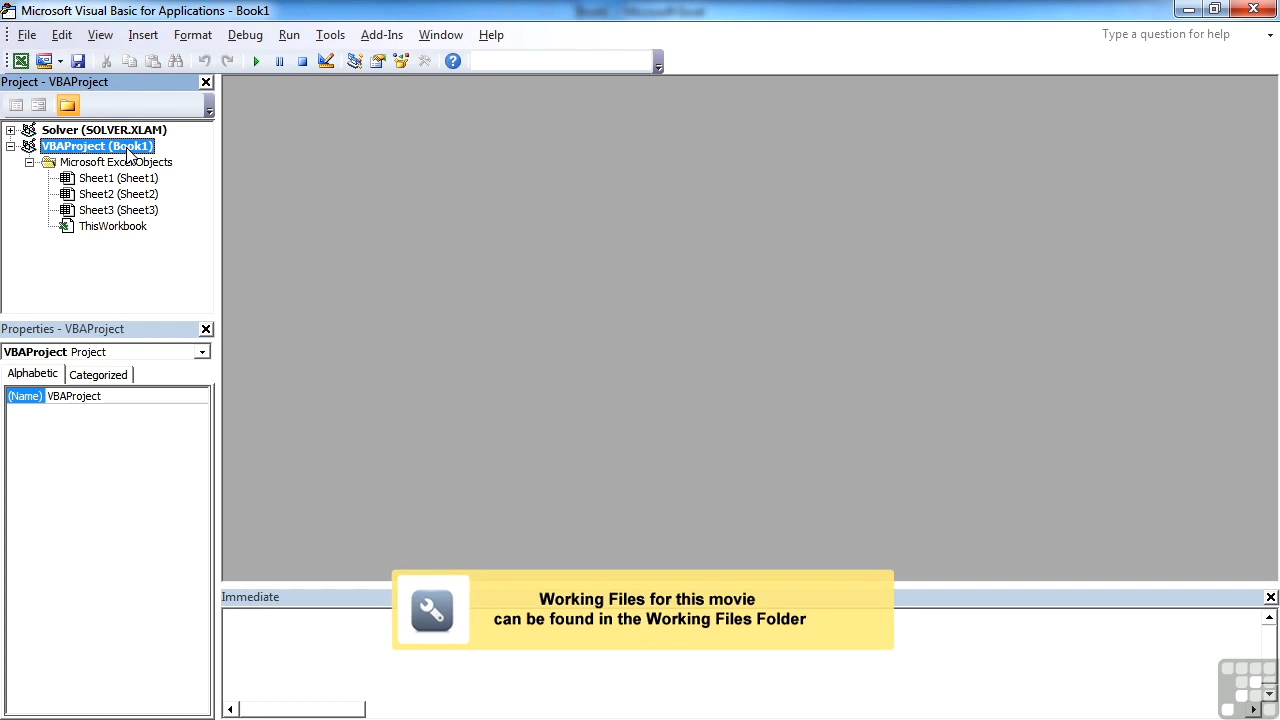 Microsoft Visual Basic for Applications - Book1
File Edit View Insert Format Debug Run Tools Add-Ins Window Help
Type a question for help
Project - VBAProject
Solver (SOLVER.XLAM)
VBAProject (Book1)
Microsoft Excel Objects
Sheet1 (Sheet1)
Sheet2 (Sheet2)
Sheet3 (Sheet3)
ThisWorkbook
Properties - VBAProject
VBAProject Project
Alphabetic Categorized
(Name) VBAProject
Immediate
Working Files for this movie
can be found in the Working Files Folder